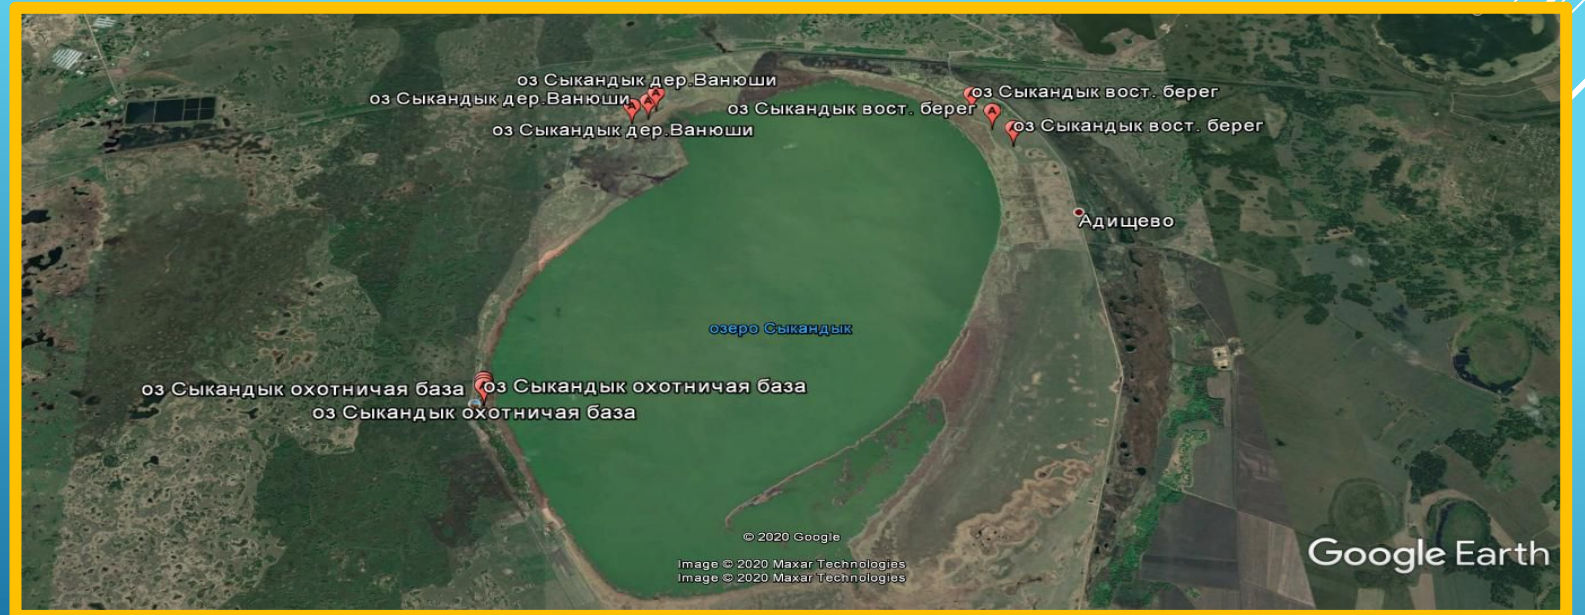 оз Сыкандык дер.Ванюши
оз Сыкандык дер.Ванюши
оз Сыкандык дер.Ванюши
оз Сыкандык вост. берег
оз Сыкандык вост. берег
оз Сыкандык вост. берег
Адищево
озеро Сыкандык
оз Сыкандык охотничая база
оз Сыкандык охотничая база
оз Сыкандык охотничая база
© 2020 Google
Image © 2020 Maxar Technologies
Image © 2020 Maxar Technologies
Google Earth